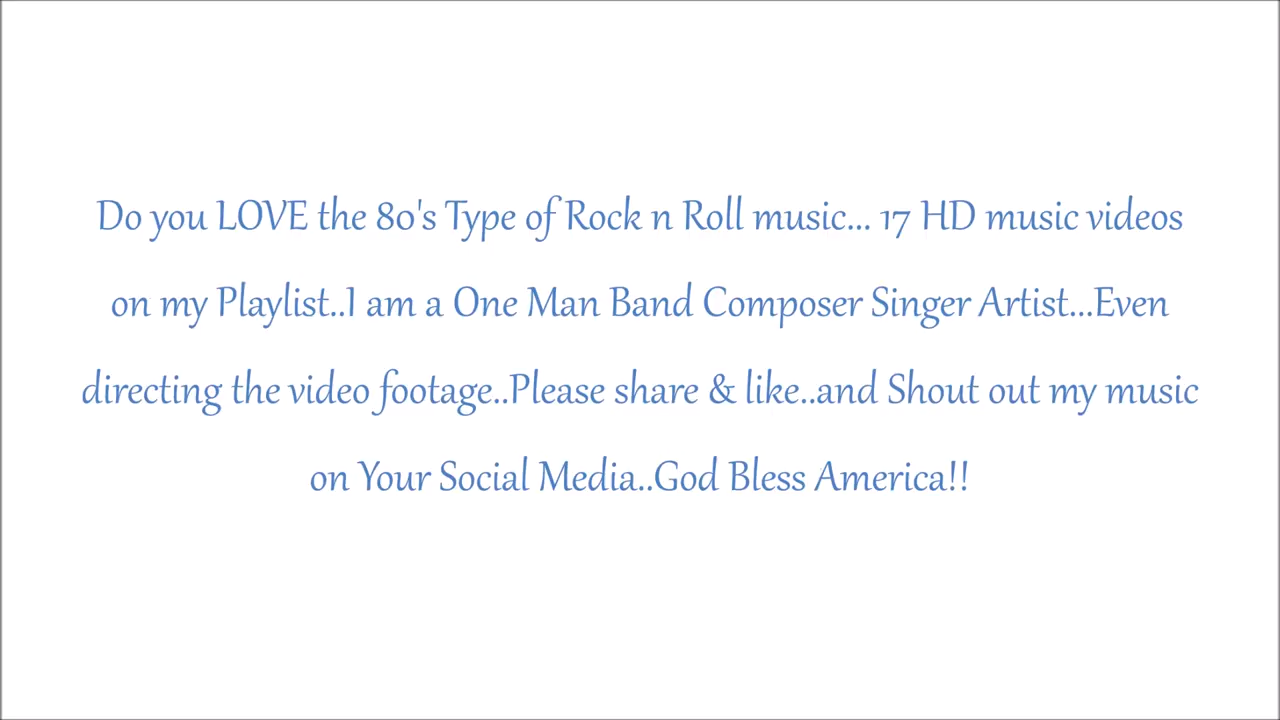 Do you LOVE the 80's Type of Rock n Roll music... 17 HD music videos
on my Playlist..I am a One Man Band Composer Singer Artist...Even
directing the video footage..Please share & like..and Shout out my music
on Your Social Media..God Bless America!!